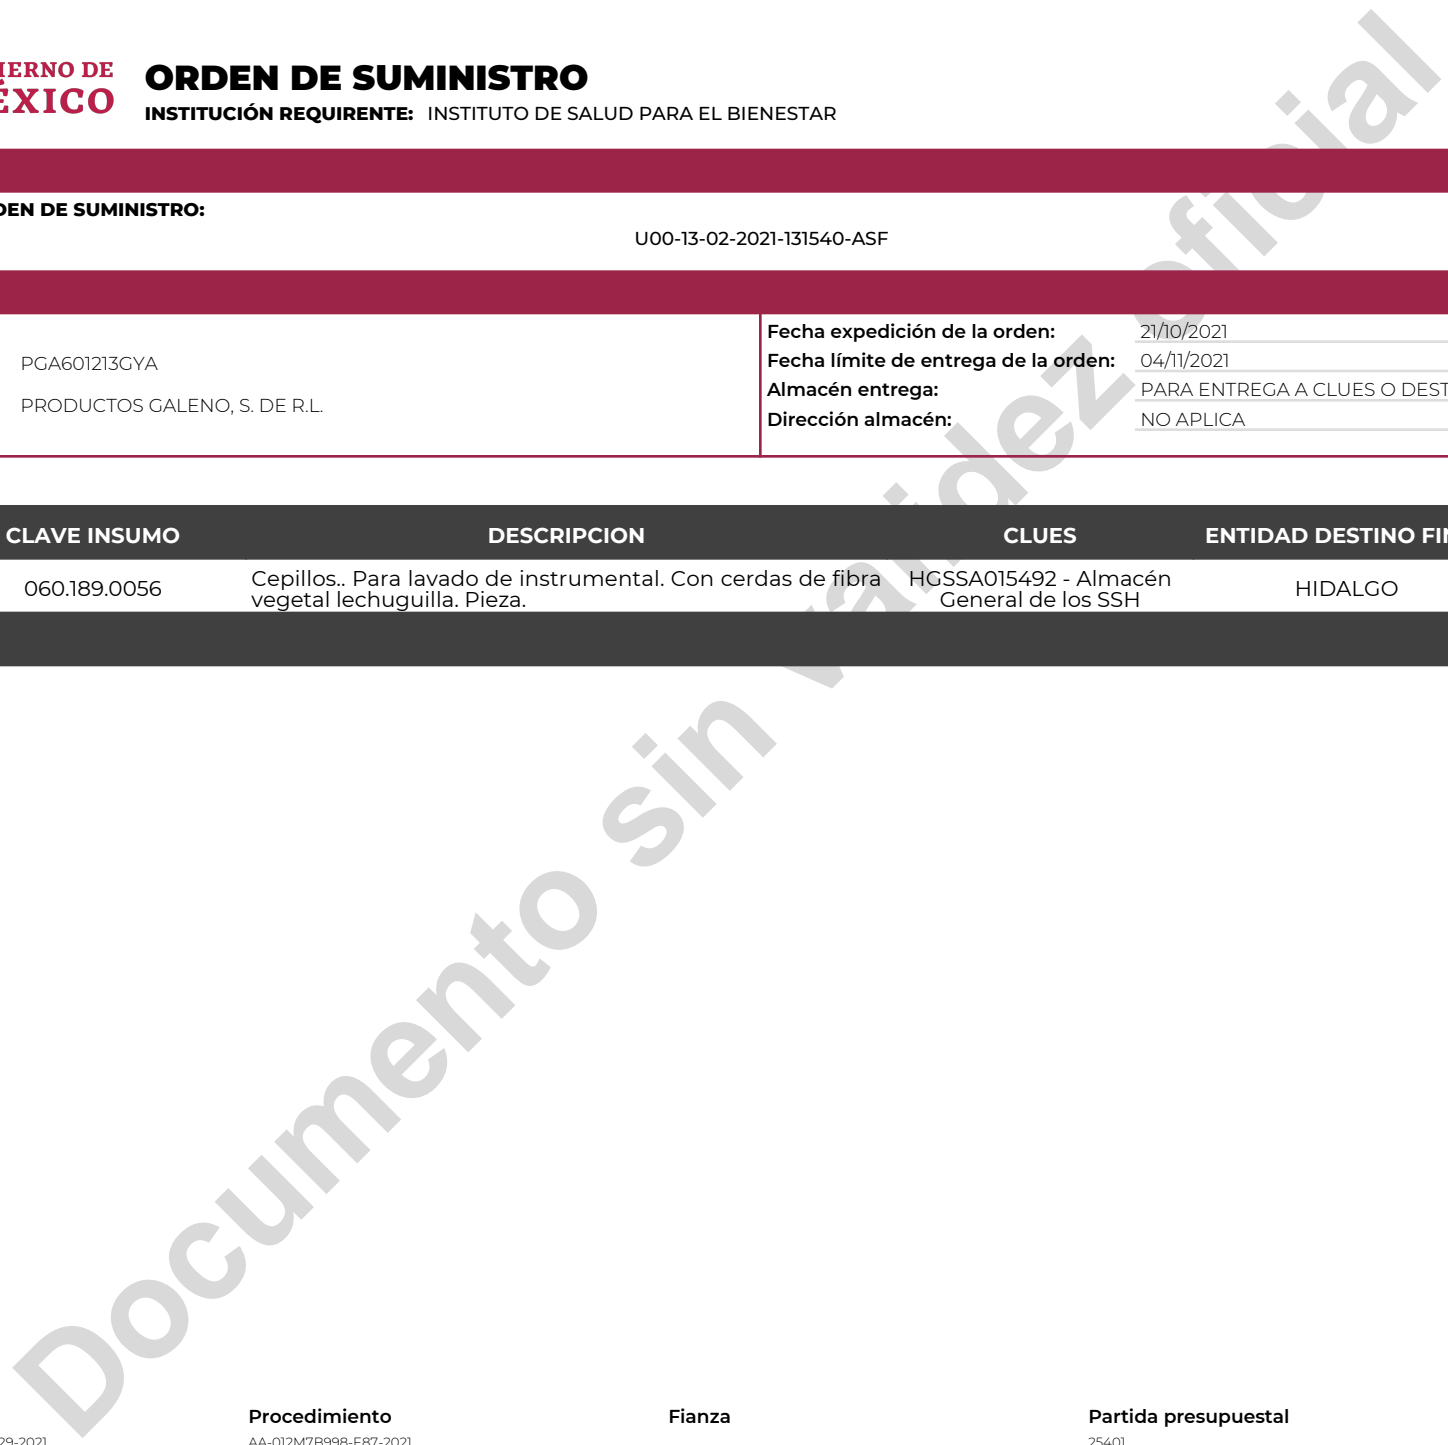 IERNO DE
ÉXICO
ORDEN DE SUMINISTRO
INSTITUCIÓN REQUIRENTE: INSTITUTO DE SALUD PARA EL BIENESTAR
DEN DE SUMINISTRO:
U00-13-02-2021-131540-ASF
PGA601213GYA
PRODUCTOS GALENO, S. DE R.L.
Fecha expedición de la orden: 21/10/2021
Fecha límite de entrega de la orden: 04/11/2021
Almacén entrega: PARA ENTREGA A CLUES O DEST
Dirección almacén: NO APLICA
CLAVE INSUMO DESCRIPCION CLUES ENTIDAD DESTINO FIN
060.189.0056 Cepillos.. Para lavado de instrumental. Con cerdas de fibra vegetal lechuguilla. Pieza. HGSSA015492 - Almacén General de los SSH HIDALGO
Documento sin validez oficial
Procedimiento Fianza Partida presupuestal
29-2021 AA-012M7B998-E87-2021 25401